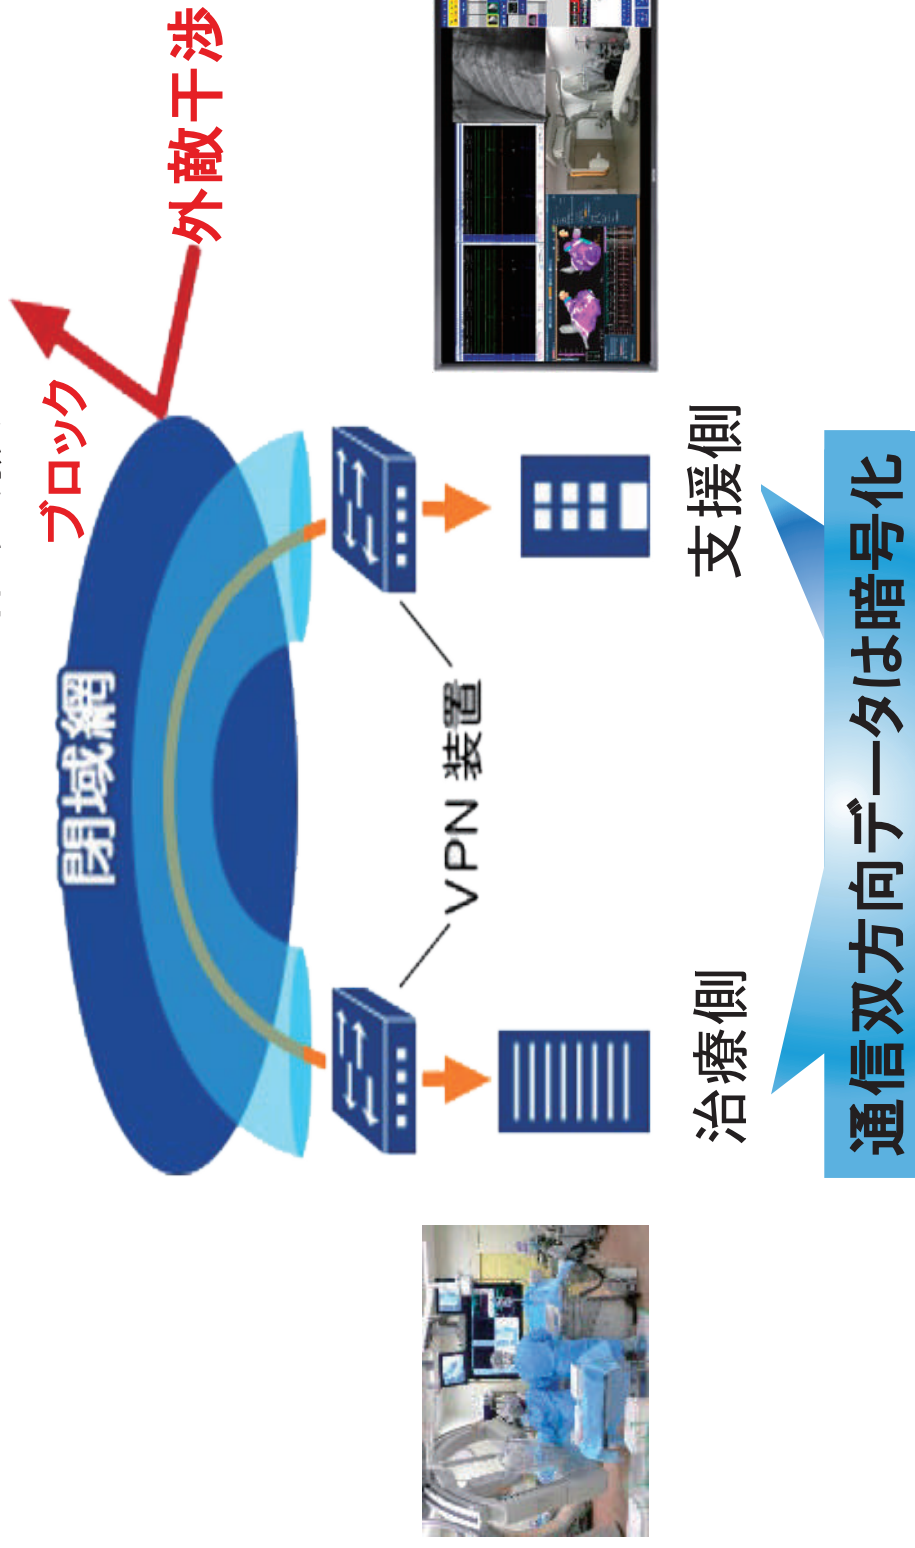 ブロック
外敵干渉
閉域網
VPN 装置
治療側
支援側
通信双方向データは暗号化